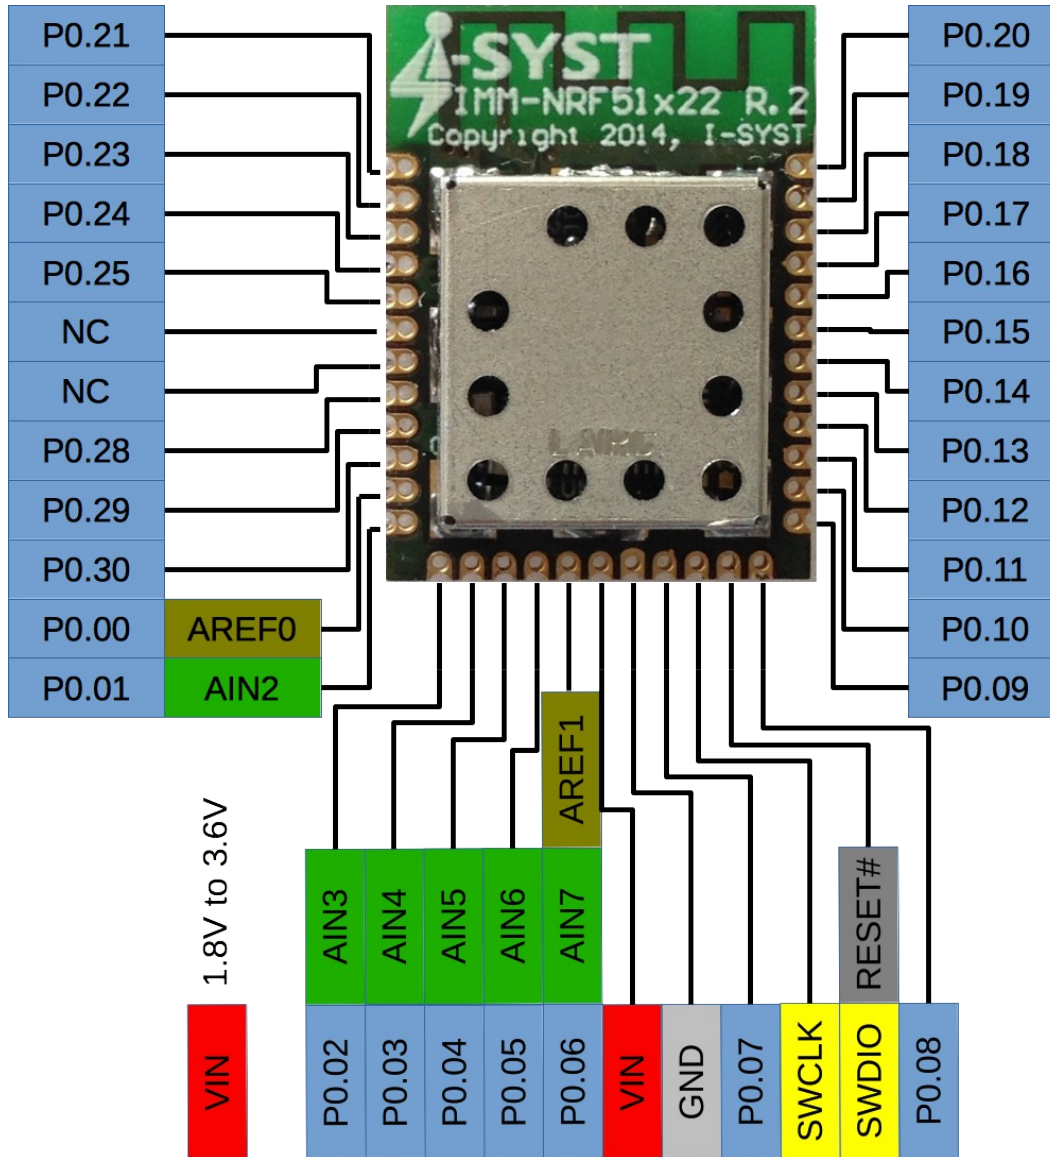 P0.21
P0.22
P0.23
P0.24
P0.25
NC
NC
P0.28
P0.29
P0.30
P0.00 AREF0
P0.01 AIN2
i-SYST
IMM-NRF51x22 R.2
Copyright 2014, I-SYST
LAIRD
P0.20
P0.19
P0.18
P0.17
P0.16
P0.15
P0.14
P0.13
P0.12
P0.11
P0.10
P0.09
VIN 1.8V to 3.6V
P0.02 AIN3
P0.03 AIN4
P0.04 AIN5
P0.05 AIN6
P0.06 AIN7 AREF1
VIN
GND
P0.07
SWCLK
SWDIO RESET#
P0.08